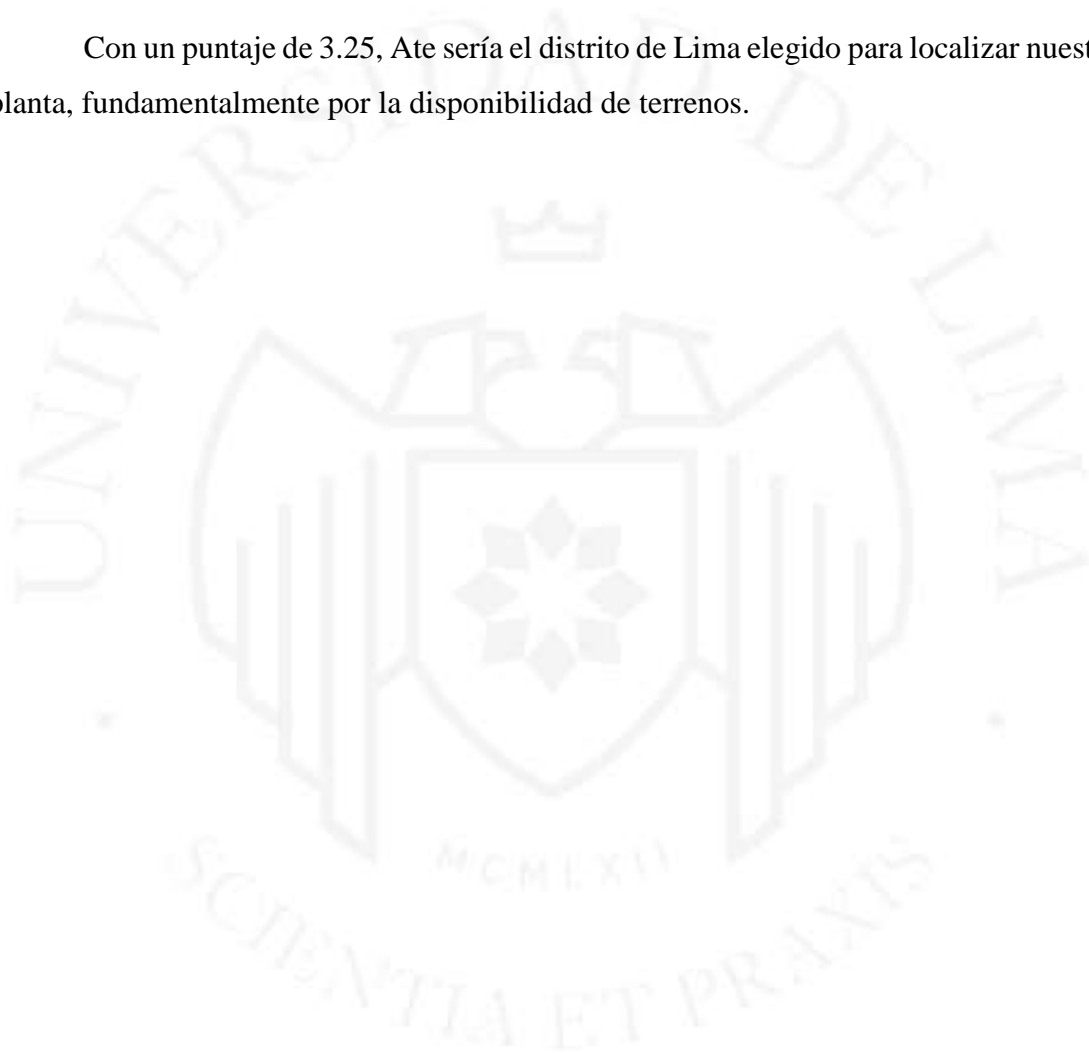 Con un puntaje de 3.25, Ate sería el distrito de Lima elegido para localizar nuest
planta, fundamentalmente por la disponibilidad de terrenos.
UNIVERSIDAD DE LIMA
MCMLXII
SCIENTIA ET PRAXIS